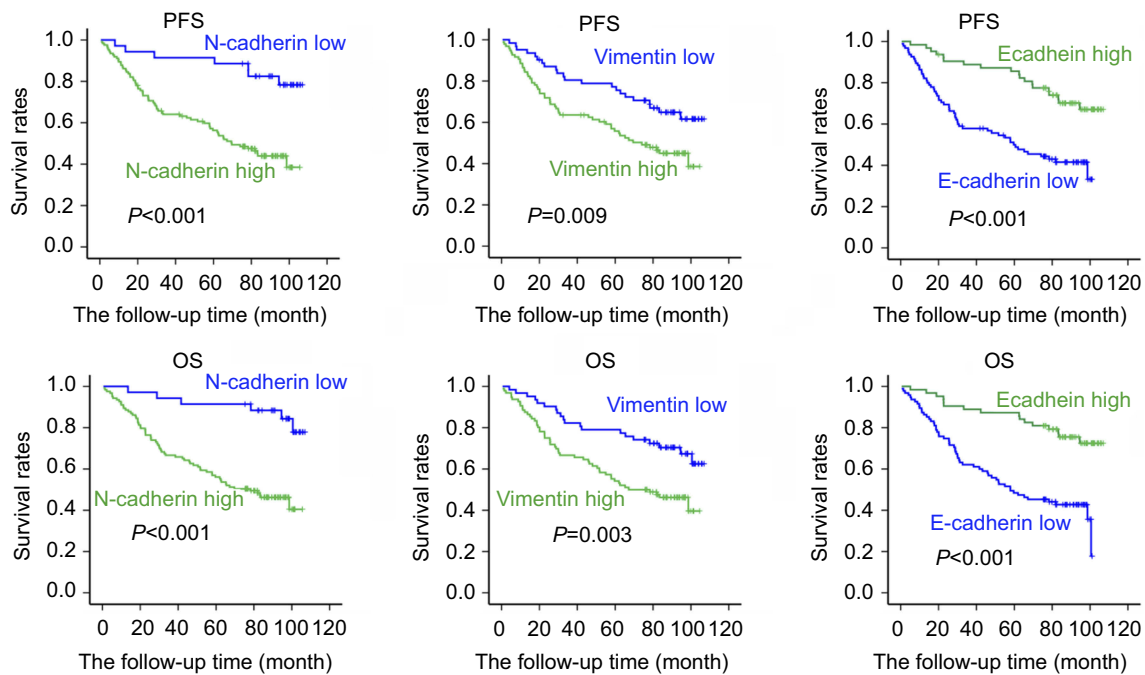 PFS
N-cadherin low
1.0
0.8
0.6
0.4
0.2
0.0
Survival rates
N-cadherin high
P<0.001
0 20 40 60 80 100 120
The follow-up time (month)
PFS
Vimentin low
1.0
0.8
0.6
0.4
0.2
0.0
Survival rates
Vimentin high
P=0.009
0 20 40 60 80 100 120
The follow-up time (month)
PFS
Ecadhein high
1.0
0.8
0.6
0.4
0.2
0.0
Survival rates
E-cadherin low
P<0.001
0 20 40 60 80 100 120
The follow-up time (month)
OS
N-cadherin low
1.0
0.8
0.6
0.4
0.2
0.0
Survival rates
N-cadherin high
P<0.001
0 20 40 60 80 100 120
The follow-up time (month)
OS
Vimentin low
1.0
0.8
0.6
0.4
0.2
0.0
Survival rates
Vimentin high
P=0.003
0 20 40 60 80 100 120
The follow-up time (month)
OS
Ecadhein high
1.0
0.8
0.6
0.4
0.2
0.0
Survival rates
E-cadherin low
P<0.001
0 20 40 60 80 100 120
The follow-up time (month)